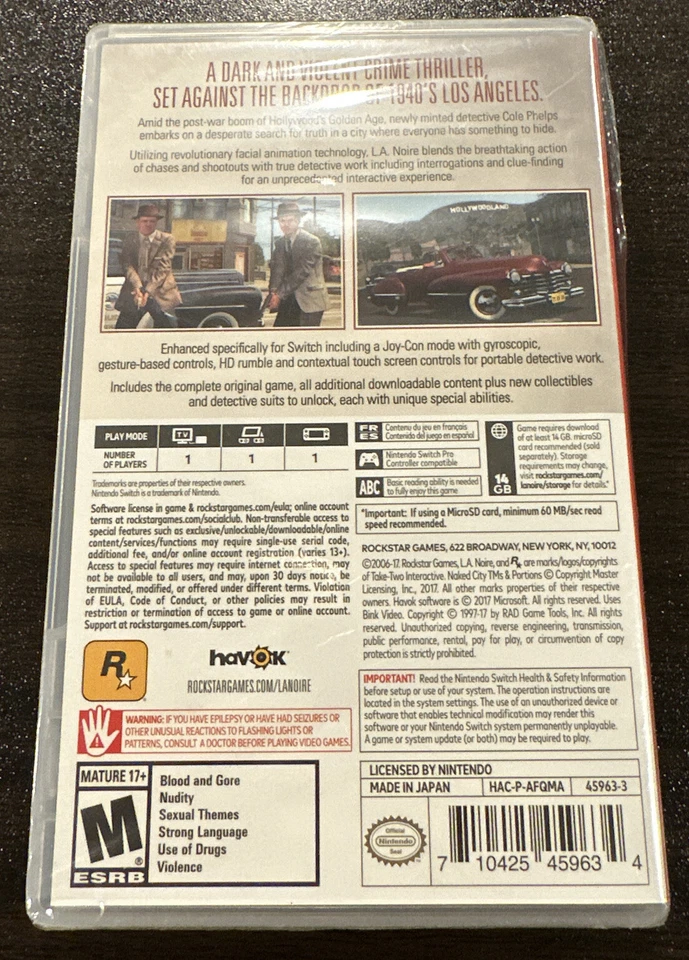 A DARK AND VIOLENT CRIME THRILLER,
SET AGAINST THE BACKDROP OF 1940'S LOS ANGELES.
Amid the post-war boom of Hollywood's Golden Age, newly minted detective Cole Phelps
embarks on a desperate search for truth in a city where everyone has something to hide.
Utilizing revolutionary facial animation technology, L.A. Noire blends the breathtaking action
of chases and shootouts with true detective work including interrogations and clue-finding
for an unprecedented interactive experience.
HOLLYWOODLAND
Enhanced specifically for Switch including a Joy-Con mode with gyroscopic,
gesture-based controls, HD rumble and contextual touch screen controls for portable detective work.
Includes the complete original game, all additional downloadable content plus new collectibles
and detective suits to unlock, each with unique special abilities.
PLAY MODE
TV
NUMBER
OF PLAYERS
1 1 1
FR
ES
Contenu du jeu en français
Contenido del juego en español
Nintendo Switch Pro
Controller compatible
ABC
Basic reading ability is needed
to fully enjoy this game
14
GB
Game requires download
of at least 14 GB. microSD
card recommended (sold
separately). Storage
requirements may change,
visit rockstargames.com/
lanoire/storage for details.*
Trademarks are properties of their respective owners.
Nintendo Switch is a trademark of Nintendo.
Software license in game & rockstargames.com/eula; online account
terms at rockstargames.com/socialclub. Non-transferable access to
special features such as exclusive/unlockable/downloadable/online
content/services/functions may require single-use serial code,
additional fee, and/or online account registration (varies 13+).
Access to special features may require internet connection, may
not be available to all users, and may, upon 30 days notice, be
terminated, modified, or offered under different terms. Violation
of EULA, Code of Conduct, or other policies may result in
restriction or termination of access to game or online account.
Support at rockstargames.com/support.
*Important: If using a MicroSD card, minimum 60 MB/sec read
speed recommended.
ROCKSTAR GAMES, 622 BROADWAY, NEW YORK, NY, 10012
©2006-17. Rockstar Games, L.A. Noire, and R★ are marks/logos/copyrights
of Take-Two Interactive. Naked City TMs & Portions © Copyright Master
Licensing, Inc., 2017. All other marks properties of their respective
owners. Havok software is © 2017 Microsoft. All rights reserved. Uses
Bink Video. Copyright © 1997-17 by RAD Game Tools, Inc. All rights
reserved. Unauthorized copying, reverse engineering, transmission,
public performance, rental, pay for play, or circumvention of copy
protection is strictly prohibited.
R
havok
ROCKSTARGAMES.COM/LANOIRE
WARNING: IF YOU HAVE EPILEPSY OR HAVE HAD SEIZURES OR
OTHER UNUSUAL REACTIONS TO FLASHING LIGHTS OR
PATTERNS, CONSULT A DOCTOR BEFORE PLAYING VIDEO GAMES.
IMPORTANT! Read the Nintendo Switch Health & Safety Information
before setup or use of your system. The operation instructions are
located in the system settings. The use of an unauthorized device or
software that enables technical modification may render this
software or your Nintendo Switch system permanently unplayable.
A game or system update (or both) may be required to play.
MATURE 17+
M
®
ESRB
Blood and Gore
Nudity
Sexual Themes
Strong Language
Use of Drugs
Violence
LICENSED BY NINTENDO
MADE IN JAPAN HAC-P-AFQMA 45963-3
Official
Nintendo
Seal
7 10425 45963 4